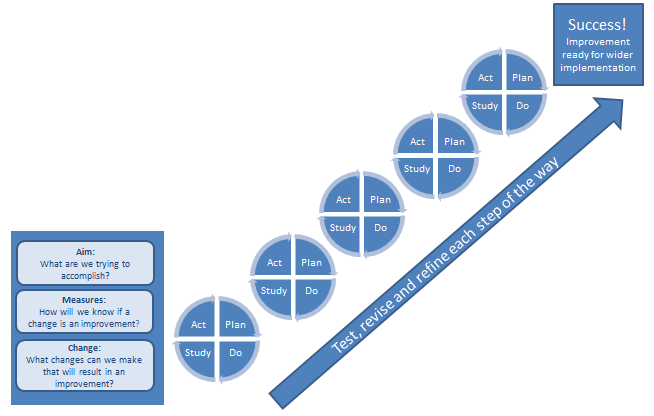 Success!
Improvement
ready for wider
implementation
Act Plan
Study Do
Act Plan
Study Do
Act Plan
Study Do
Act Plan
Study Do
Act Plan
Study Do
Test, revise and refine each step of the way
Aim:
What are we trying to
accomplish?
Measures:
How will we know if a
change is an improvement?
Change:
What changes can we make
that will result in an
improvement?